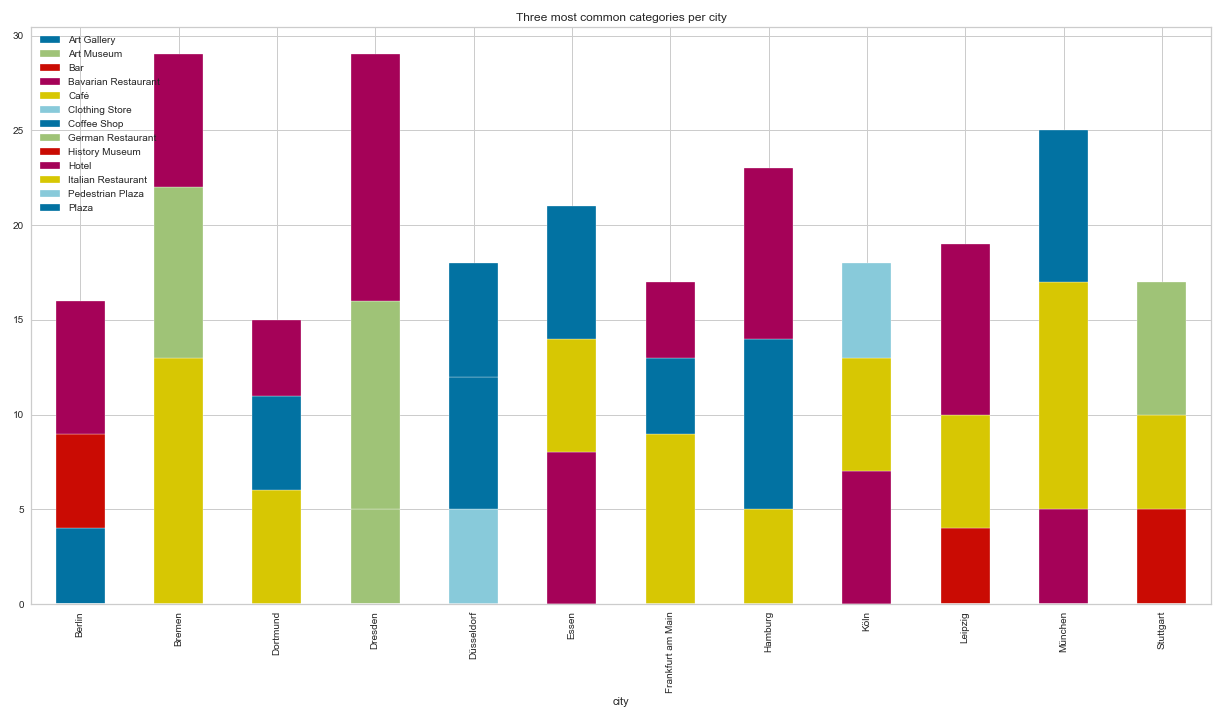 Three most common categories per city
30
25
20
15
10
5
0
Art Gallery
Art Museum
Bar
Bavarian Restaurant
Café
Clothing Store
Coffee Shop
German Restaurant
History Museum
Hotel
Italian Restaurant
Pedestrian Plaza
Plaza
Berlin
Bremen
Dortmund
Dresden
Düsseldorf
Essen
Frankfurt am Main
Hamburg
Köln
Leipzig
München
Stuttgart
city